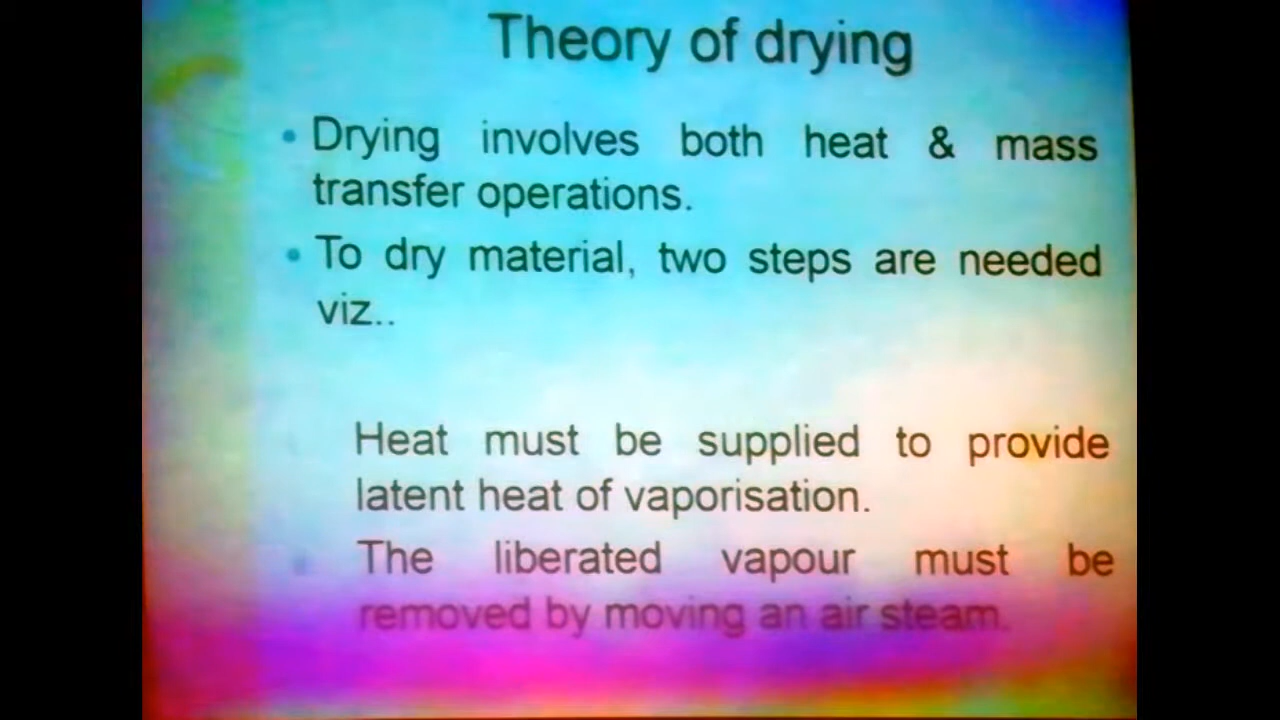 Theory of drying
• Drying involves both heat & mass
transfer operations.
• To dry material, two steps are needed
viz..
Heat must be supplied to provide
latent heat of vaporisation.
The liberated vapour must be
removed by moving an air steam.